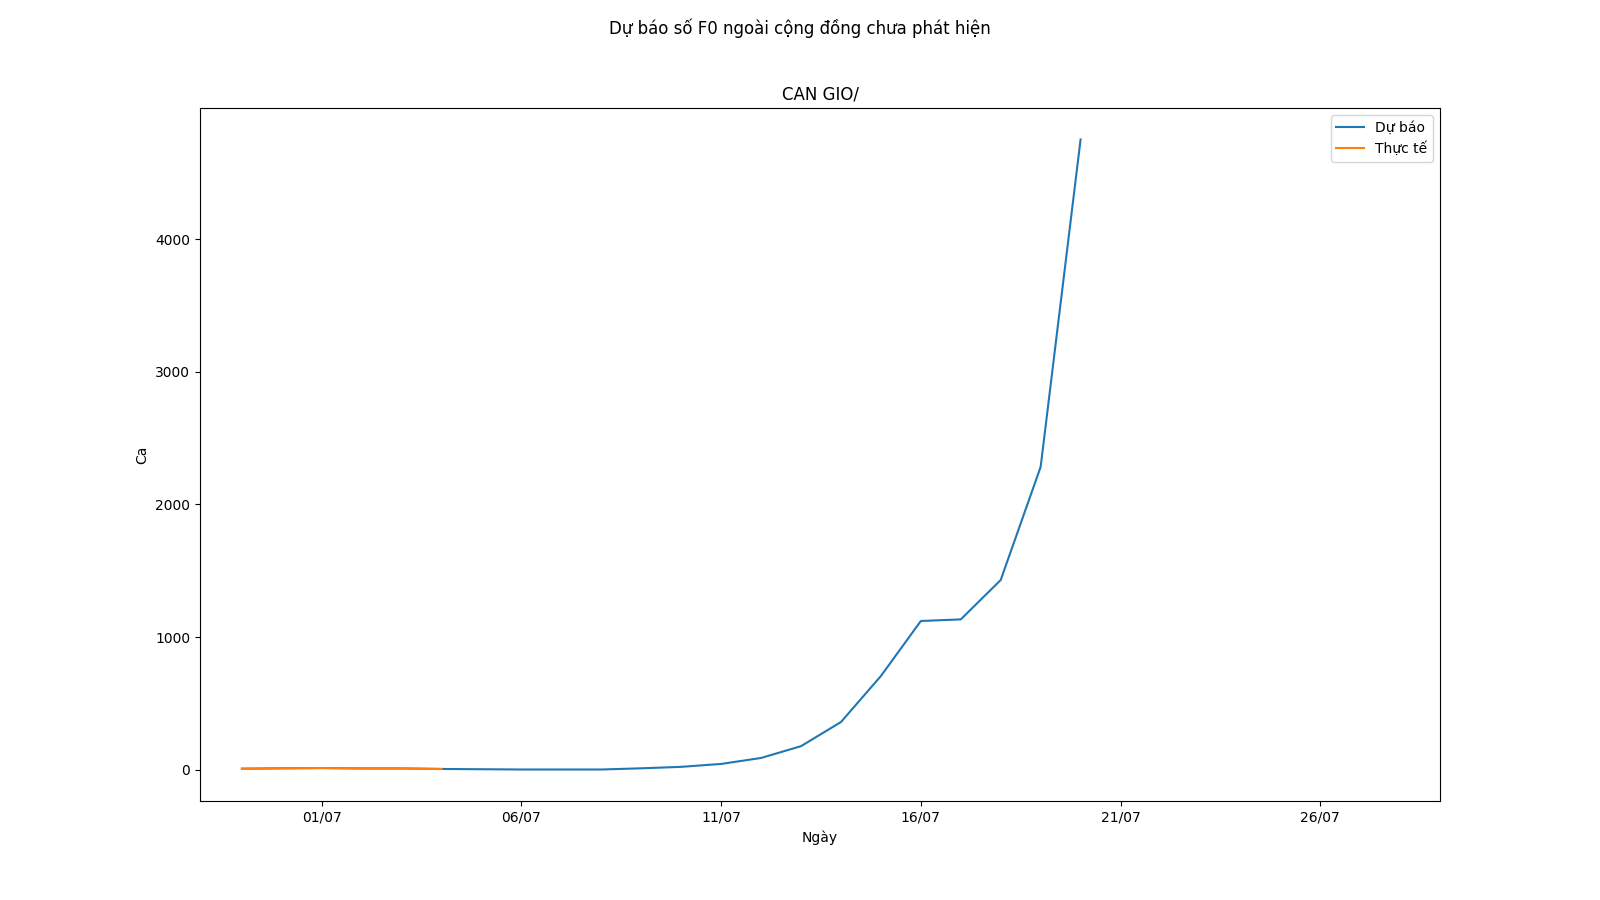 Dự báo số F0 ngoài cộng đồng chưa phát hiện
CAN GIO/
Dự báo
Thực tế
4000
3000
2000
1000
0
Ca
01/07
06/07
11/07
16/07
21/07
26/07
Ngày